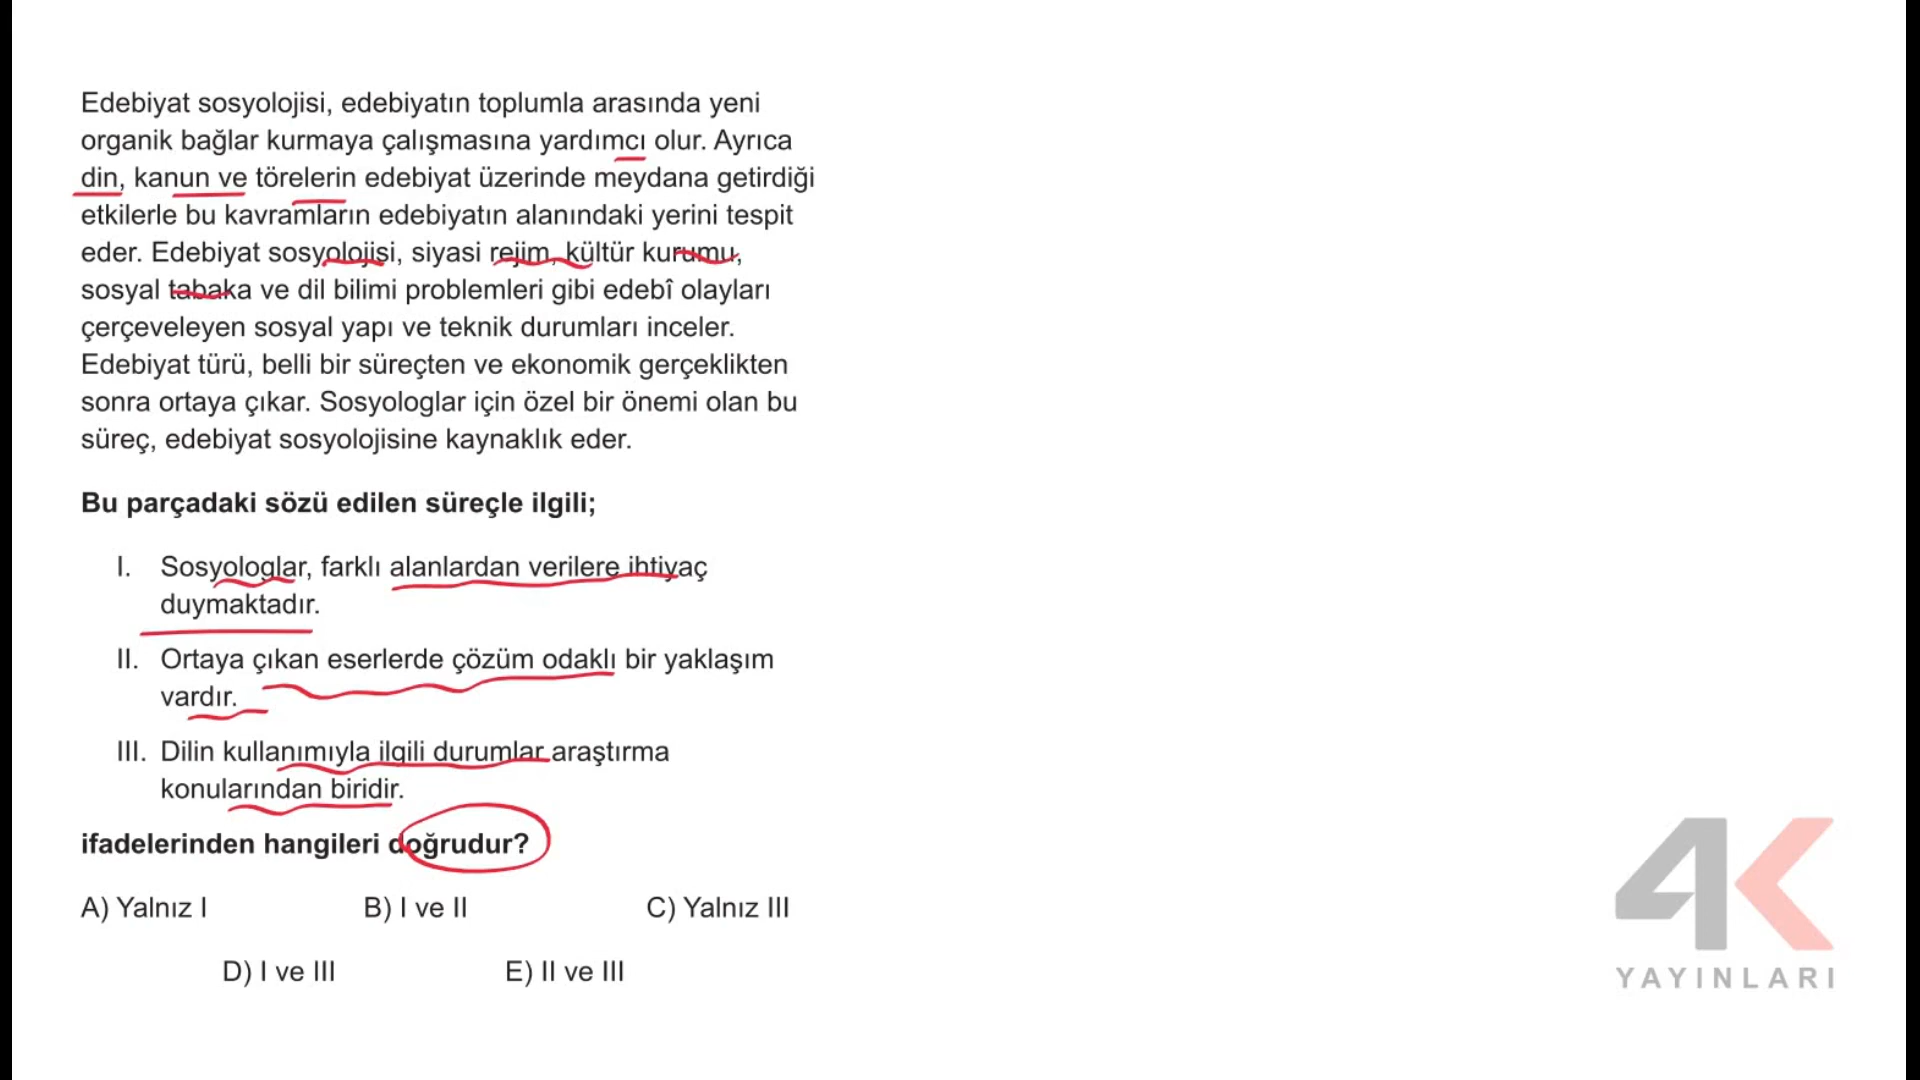 Edebiyat sosyolojisi, edebiyatın toplumla arasında yeni
organik bağlar kurmaya çalışmasına yardımcı olur. Ayrıca
din, kanun ve törelerin edebiyat üzerinde meydana getirdiği
etkilerle bu kavramların edebiyatın alanındaki yerini tespit
eder. Edebiyat sosyolojisi, siyasi rejim, kültür kurumu,
sosyal tabaka ve dil bilimi problemleri gibi edebî olayları
çerçeveleyen sosyal yapı ve teknik durumları inceler.
Edebiyat türü, belli bir süreçten ve ekonomik gerçeklikten
sonra ortaya çıkar. Sosyologlar için özel bir önemi olan bu
süreç, edebiyat sosyolojisine kaynaklık eder.
Bu parçadaki sözü edilen süreçle ilgili;
I. Sosyologlar, farklı alanlardan verilere ihtiyaç
duymaktadır.
II. Ortaya çıkan eserlerde çözüm odaklı bir yaklaşım
vardır.
III. Dilin kullanımıyla ilgili durumlar araştırma
konularından biridir.
ifadelerinden hangileri doğrudur?
A) Yalnız I B) I ve II C) Yalnız III
D) I ve III E) II ve III
4K
YAYINLARI